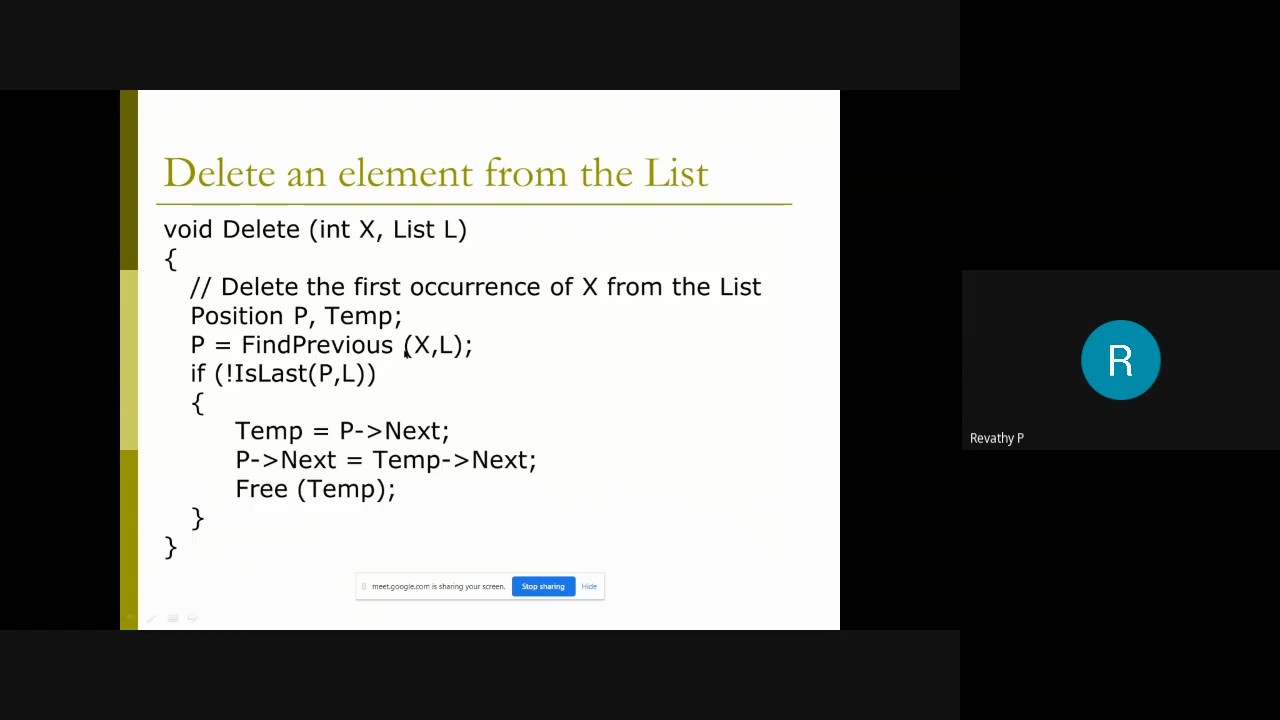 Delete an element from the List
void Delete (int X, List L)
{
// Delete the first occurrence of X from the List
Position P, Temp;
P = FindPrevious (X,L);
if (!IsLast(P,L))
{
Temp = P->Next;
P->Next = Temp->Next;
Free (Temp);
}
}
meet.google.com is sharing your screen. Stop sharing Hide
R
Revathy P